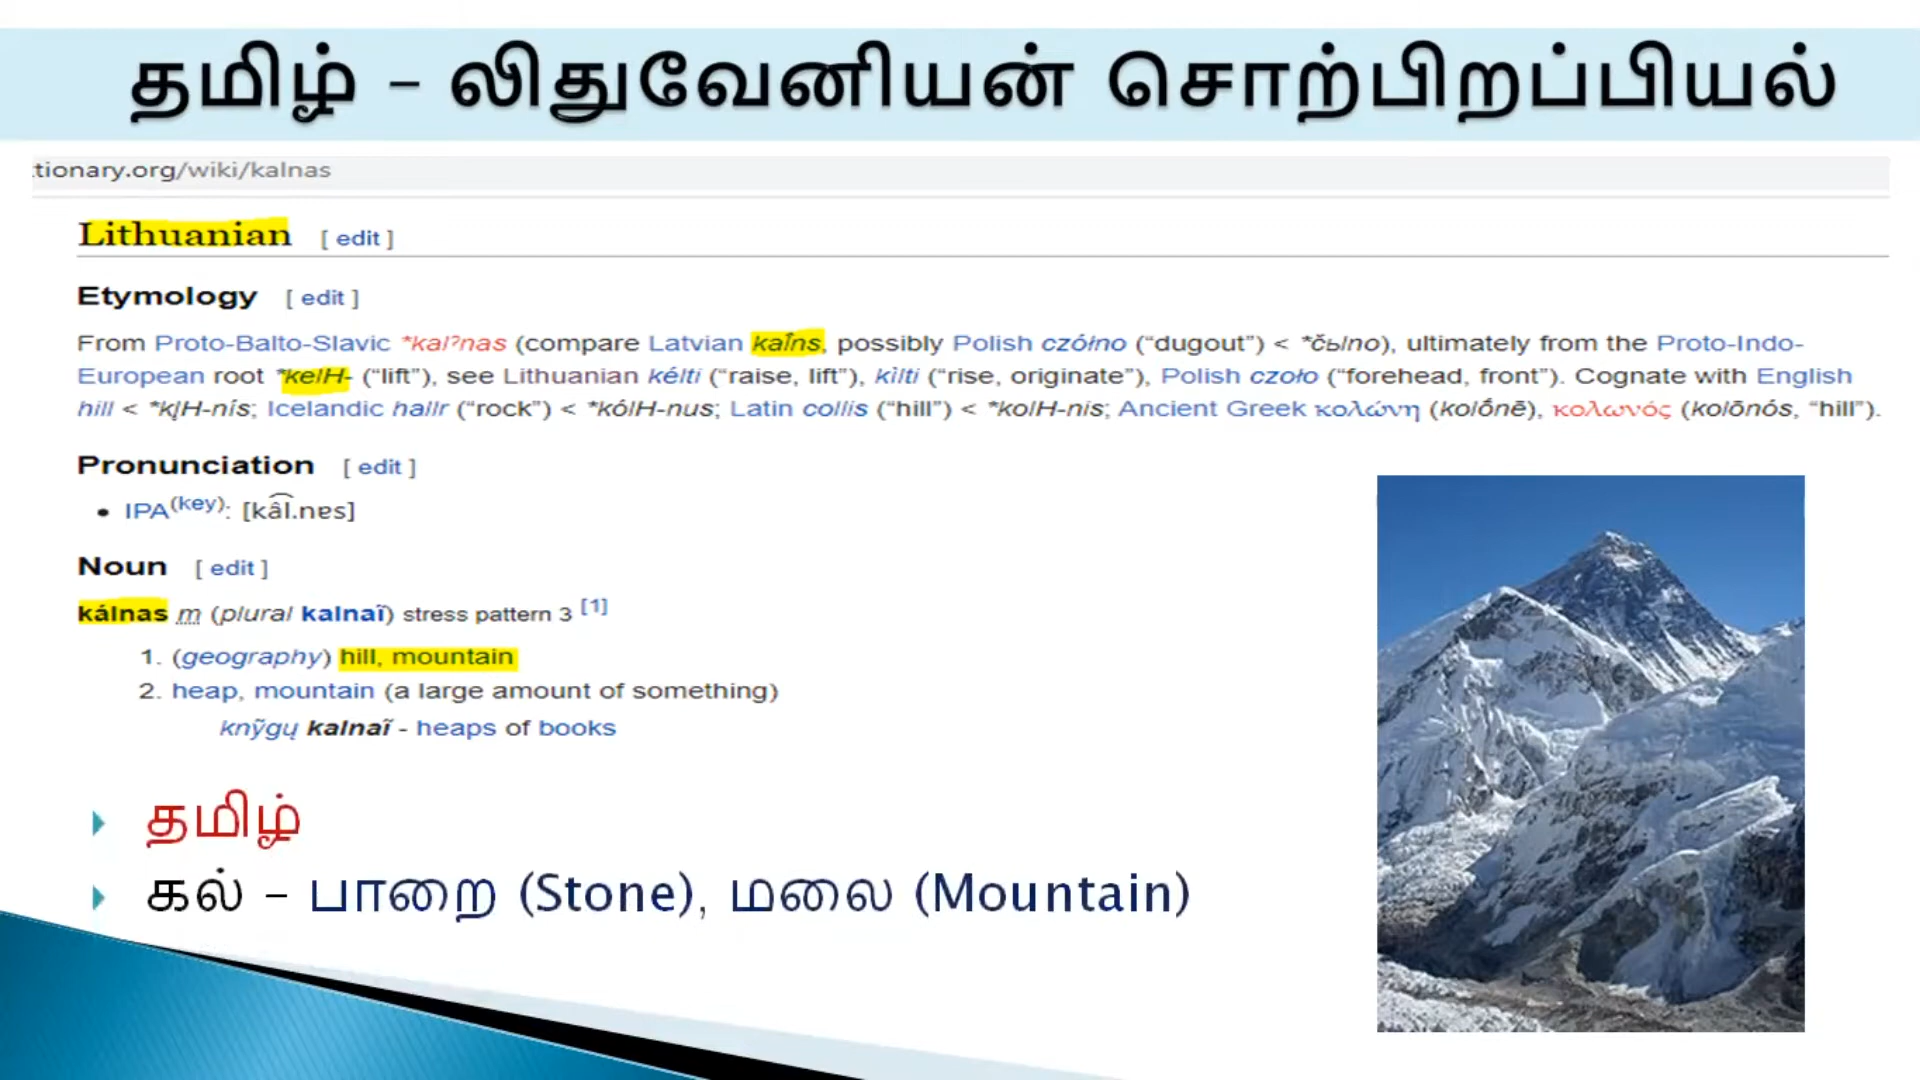 தமிழ் – லிதுவேனியன் சொற்பிறப்பியல்
tionary.org/wiki/kalnas
Lithuanian [ edit ]
Etymology [ edit ]
From Proto-Balto-Slavic *kalˀnas (compare Latvian kal̂ns, possibly Polish czółno (“dugout”) < *čьlno), ultimately from the Proto-Indo-
European root *kelH- (“lift”), see Lithuanian kélti (“raise, lift”), kìlti (“rise, originate”), Polish czoło (“forehead, front”). Cognate with English
hill < *kl̥H-nís; Icelandic hallr (“rock”) < *kólH-nus; Latin collis (“hill”) < *kolH-nis; Ancient Greek κολώνη (kolṓnē), κολωνός (kolōnós, “hill”).
Pronunciation [ edit ]
• IPA(key): [kâl͡.nɐs]
Noun [ edit ]
kálnas m (plural kalnaĩ) stress pattern 3 [1]
1. (geography) hill, mountain
2. heap, mountain (a large amount of something)
knỹgų kalnaĩ - heaps of books
தமிழ்
கல் – பாறை (Stone), மலை (Mountain)